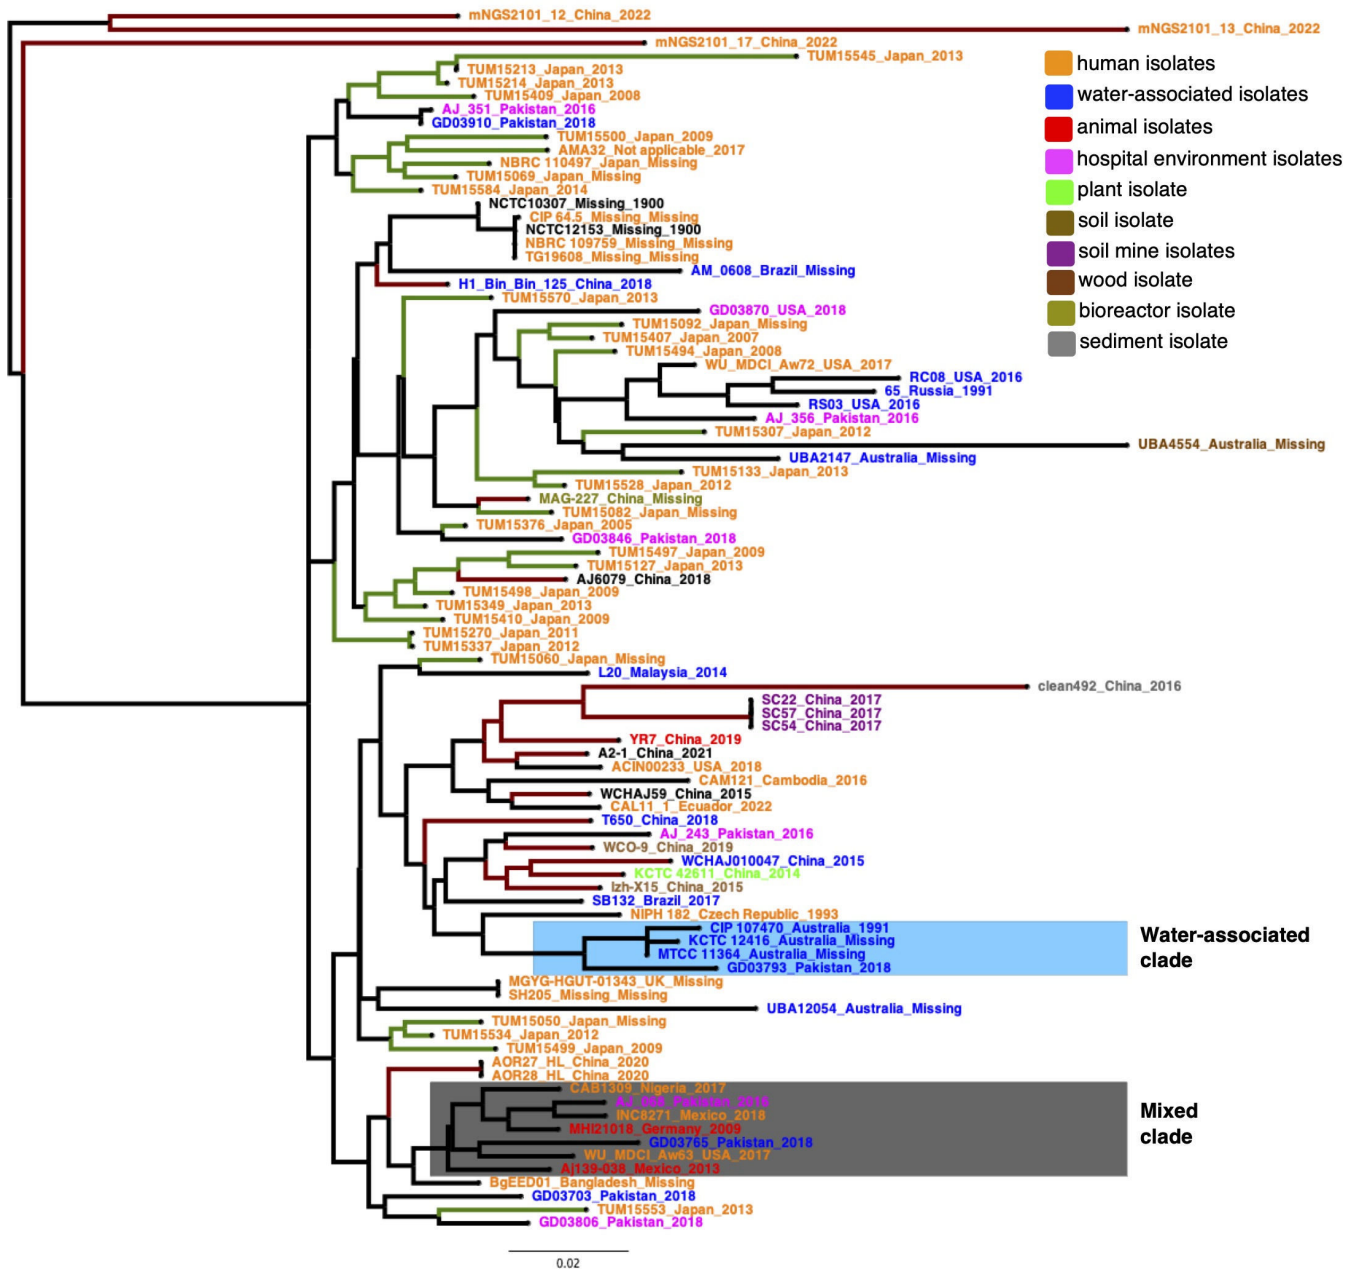 mNGS2101_12_China_2022
mNGS2101_13_China_2022
mNGS2101_17_China_2022
TUM15545_Japan_2013
TUM15213_Japan_2013
TUM15214_Japan_2013
TUM15409_Japan_2008
AJ_351_Pakistan_2016
GD03910_Pakistan_2018
TUM15500_Japan_2009
AMA32_Not applicable_2017
NBRC 110497_Japan_Missing
TUM15069_Japan_Missing
TUM15584_Japan_2014
NCTC10307_Missing_1900
CIP 64.5_Missing_Missing
NCTC12153_Missing_1900
NBRC 109759_Missing_Missing
TG19608_Missing_Missing
AM_0608_Brazil_Missing
H1_Bin_Bin_125_China_2018
TUM15570_Japan_2013
GD03870_USA_2018
TUM15092_Japan_Missing
TUM15407_Japan_2007
TUM15494_Japan_2008
WU_MDCI_Aw72_USA_2017
RC08_USA_2016
65_Russia_1991
RS03_USA_2016
AJ_356_Pakistan_2016
TUM15307_Japan_2012
UBA4554_Australia_Missing
UBA2147_Australia_Missing
TUM15133_Japan_2013
TUM15528_Japan_2012
MAG-227_China_Missing
TUM15082_Japan_Missing
TUM15376_Japan_2005
GD03846_Pakistan_2018
TUM15497_Japan_2009
TUM15127_Japan_2013
AJ6079_China_2018
TUM15498_Japan_2009
TUM15349_Japan_2013
TUM15410_Japan_2009
TUM15270_Japan_2011
TUM15337_Japan_2012
TUM15060_Japan_Missing
L20_Malaysia_2014
clean492_China_2016
SC22_China_2017
SC57_China_2017
SC54_China_2017
YR7_China_2019
A2-1_China_2021
ACIN00233_USA_2018
CAM121_Cambodia_2016
WCHAJ59_China_2015
CAL11_1_Ecuador_2022
T650_China_2018
AJ_243_Pakistan_2016
WCO-9_China_2019
WCHAJ010047_China_2015
KCTC 42611_China_2014
lzh-X15_China_2015
SB132_Brazil_2017
NIPH 182_Czech Republic_1993
CIP 107470_Australia_1991
KCTC 12416_Australia_Missing
MTCC 11364_Australia_Missing
GD03793_Pakistan_2018
MGYG-HGUT-01343_UK_Missing
SH205_Missing_Missing
UBA12054_Australia_Missing
TUM15050_Japan_Missing
TUM15534_Japan_2012
TUM15499_Japan_2009
AOR27_HL_China_2020
AOR28_HL_China_2020
CAB1309_Nigeria_2017
INC8271_Mexico_2018
MHI21018_Germany_2009
GD03765_Pakistan_2018
WU_MDCI_Aw63_USA_2017
Aj139-038_Mexico_2013
BgEED01_Bangladesh_Missing
GD03703_Pakistan_2018
TUM15553_Japan_2013
GD03806_Pakistan_2018
0.02
human isolates
water-associated isolates
animal isolates
hospital environment isolates
plant isolate
soil isolate
soil mine isolates
wood isolate
bioreactor isolate
sediment isolate
Water-associated
clade
Mixed
clade